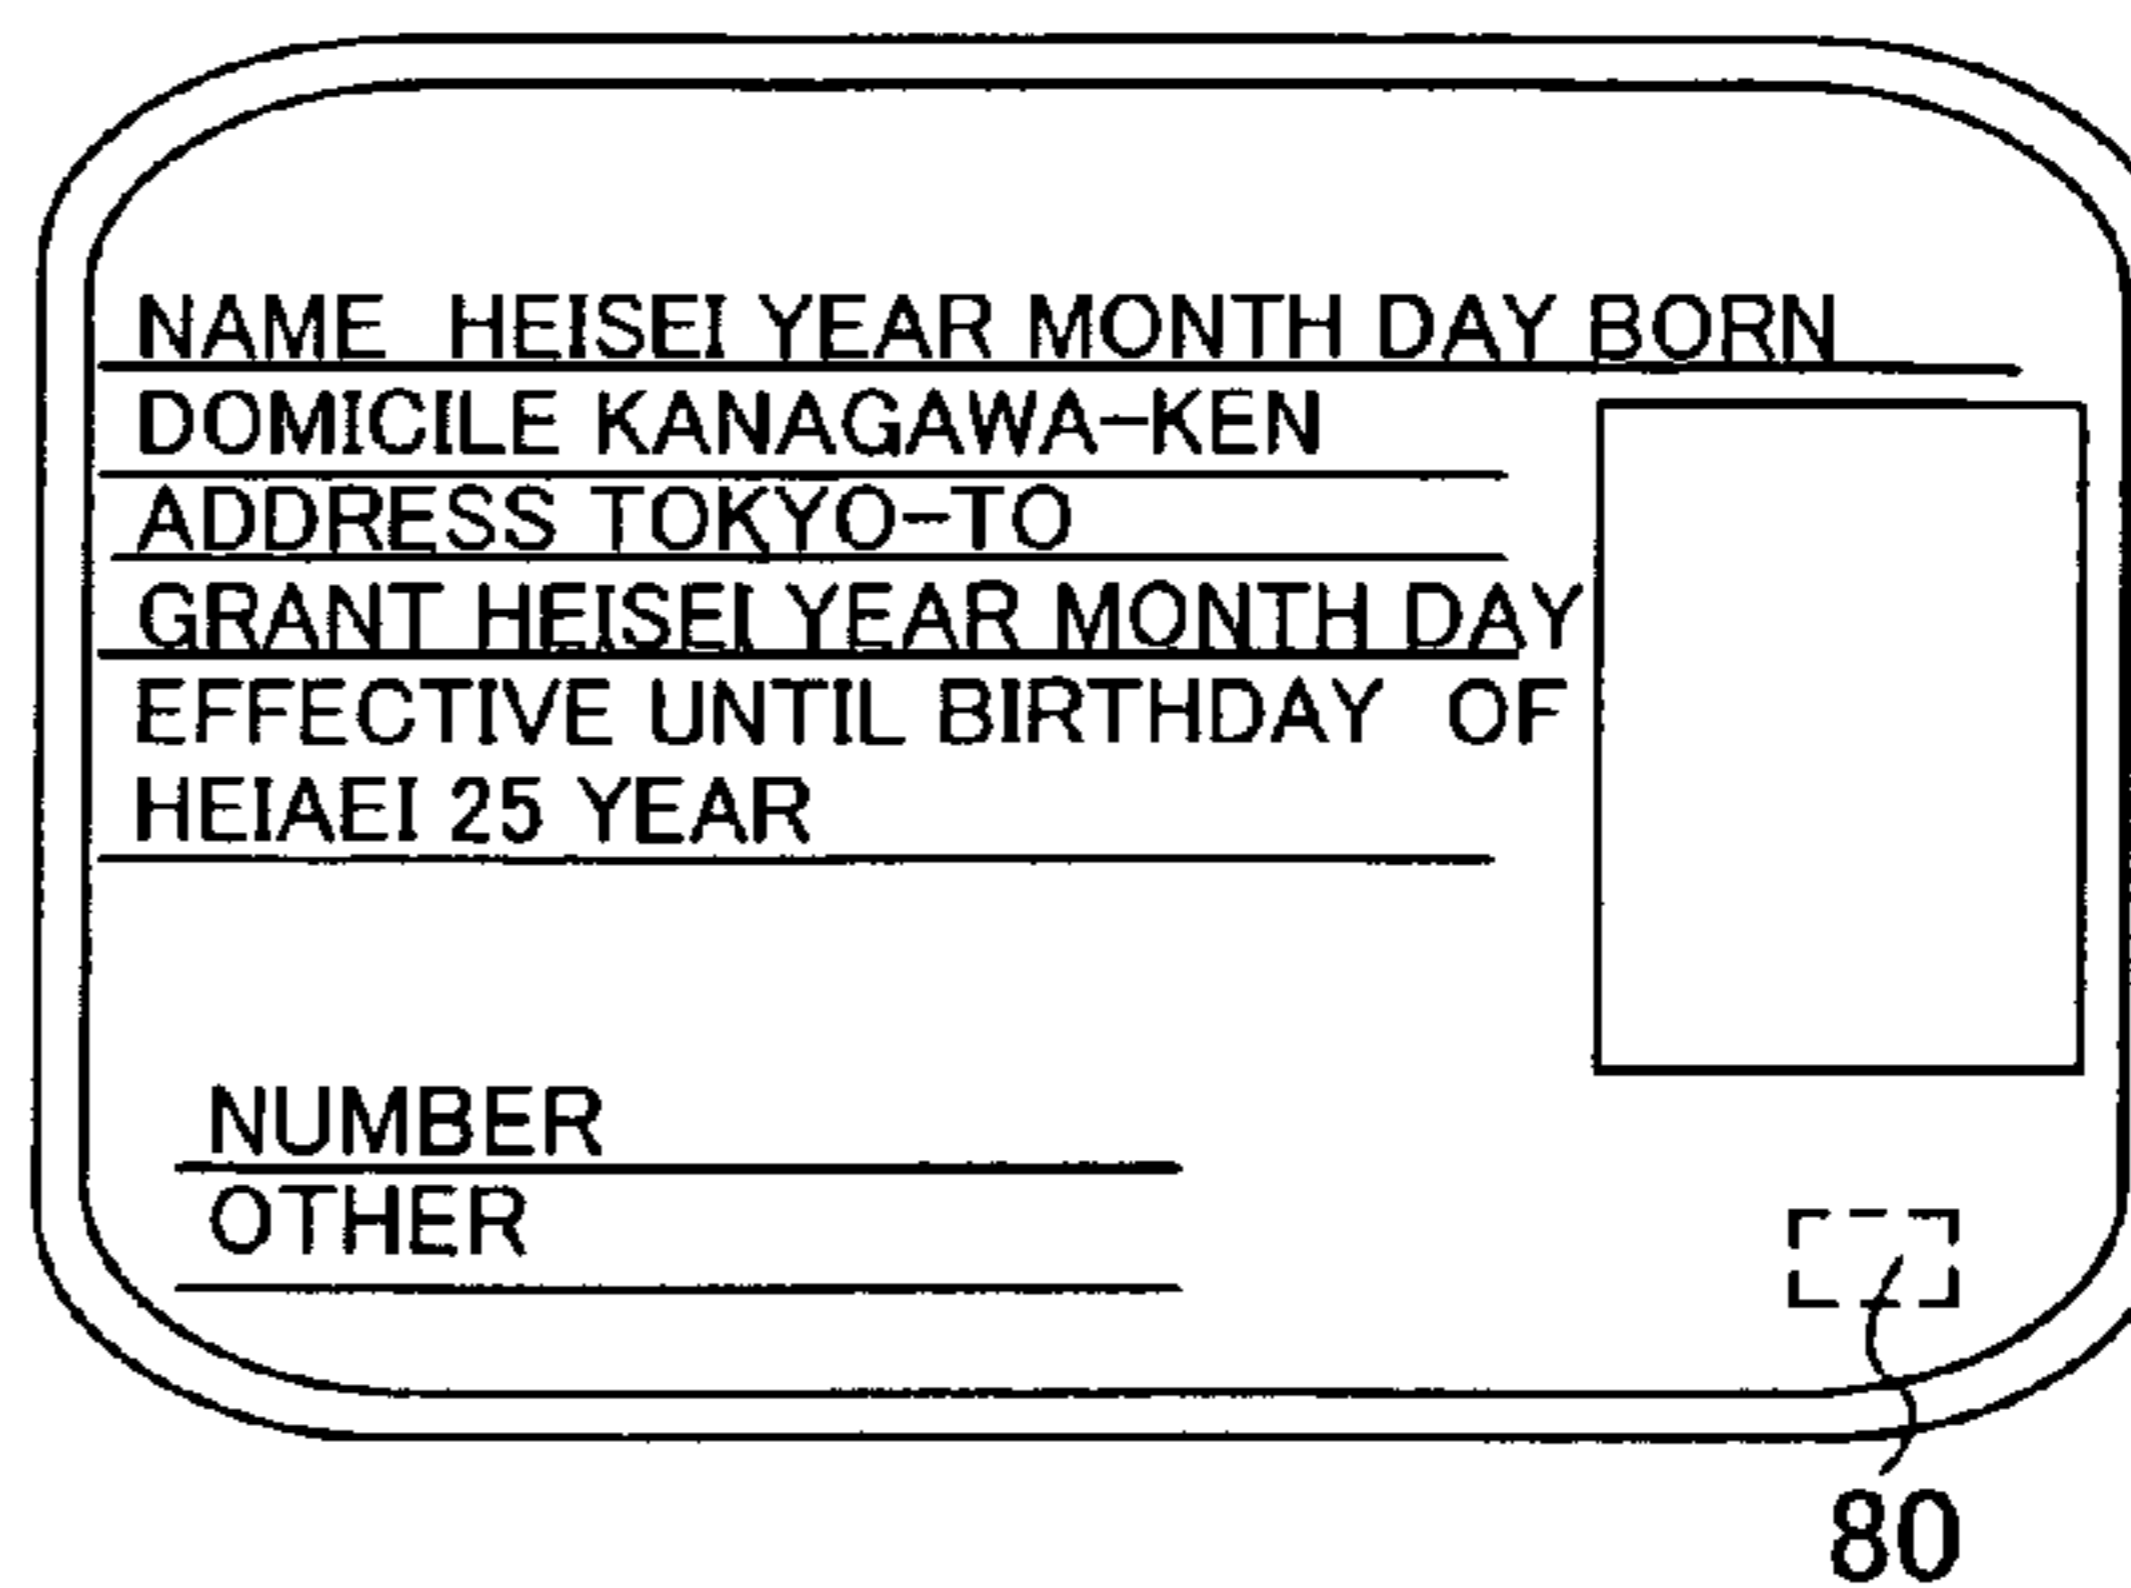 NAME HEISEI YEAR MONTH DAY BORN
DOMICILE KANAGAWA-KEN
ADDRESS TOKYO-TO
GRANT HEISEI YEAR MONTH DAY
EFFECTIVE UNTIL BIRTHDAY OF
HEIAEI 25 YEAR
NUMBER
OTHER
80